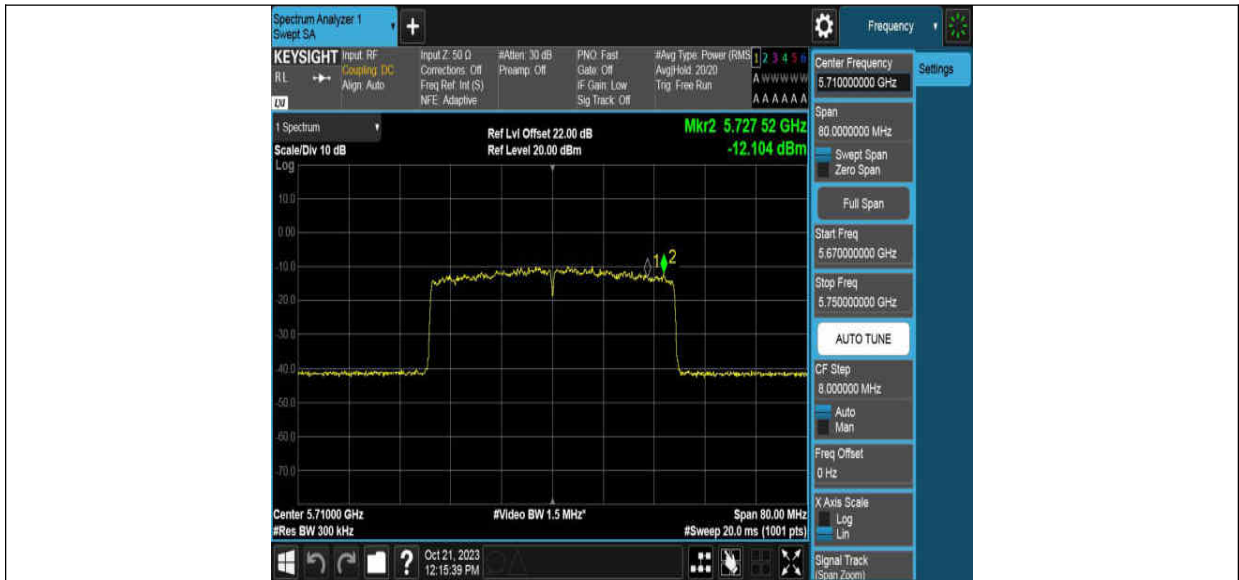 Spectrum Analyzer 1
Swept SA
+
Frequency
KEYSIGHT
RL
LXI
Input: RF
Coupling: DC
Align: Auto
Input Z: 50 Ω
Corrections: Off
Freq Ref: Int (S)
NFE: Adaptive
#Atten: 30 dB
Preamp: Off
PNO: Fast
Gate: Off
IF Gain: Low
Sig Track: Off
#Avg Type: Power (RMS
Avg|Hold: 20/20
Trig: Free Run
1 2 3 4 5 6
A W W W W W
A A A A A A
1 Spectrum
Scale/Div 10 dB
Ref Lvl Offset 22.00 dB
Ref Level 20.00 dBm
Mkr2 5.727 52 GHz
-12.104 dBm
Log
10.0
0.00
-10.0
-20.0
-30.0
-40.0
-50.0
-60.0
-70.0
1 2
Center 5.71000 GHz
#Res BW 300 kHz
#Video BW 1.5 MHz*
Span 80.00 MHz
#Sweep 20.0 ms (1001 pts)
Center Frequency
5.710000000 GHz
Settings
Span
80.0000000 MHz
Swept Span
Zero Span
Full Span
Start Freq
5.670000000 GHz
Stop Freq
5.750000000 GHz
AUTO TUNE
CF Step
8.000000 MHz
Auto
Man
Freq Offset
0 Hz
X Axis Scale
Log
Lin
Signal Track
(Span Zoom)
?
Oct 21, 2023
12:15:39 PM